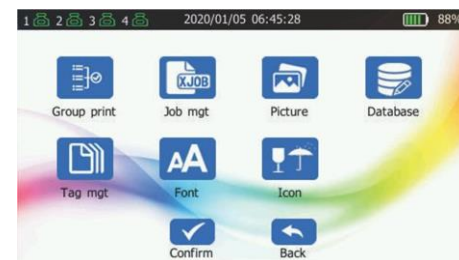 1 2 3 4 2020/01/05 06:45:28 88%
XJOB
Group print Job mgt Picture Database
AA
Tag mgt Font Icon
Confirm Back